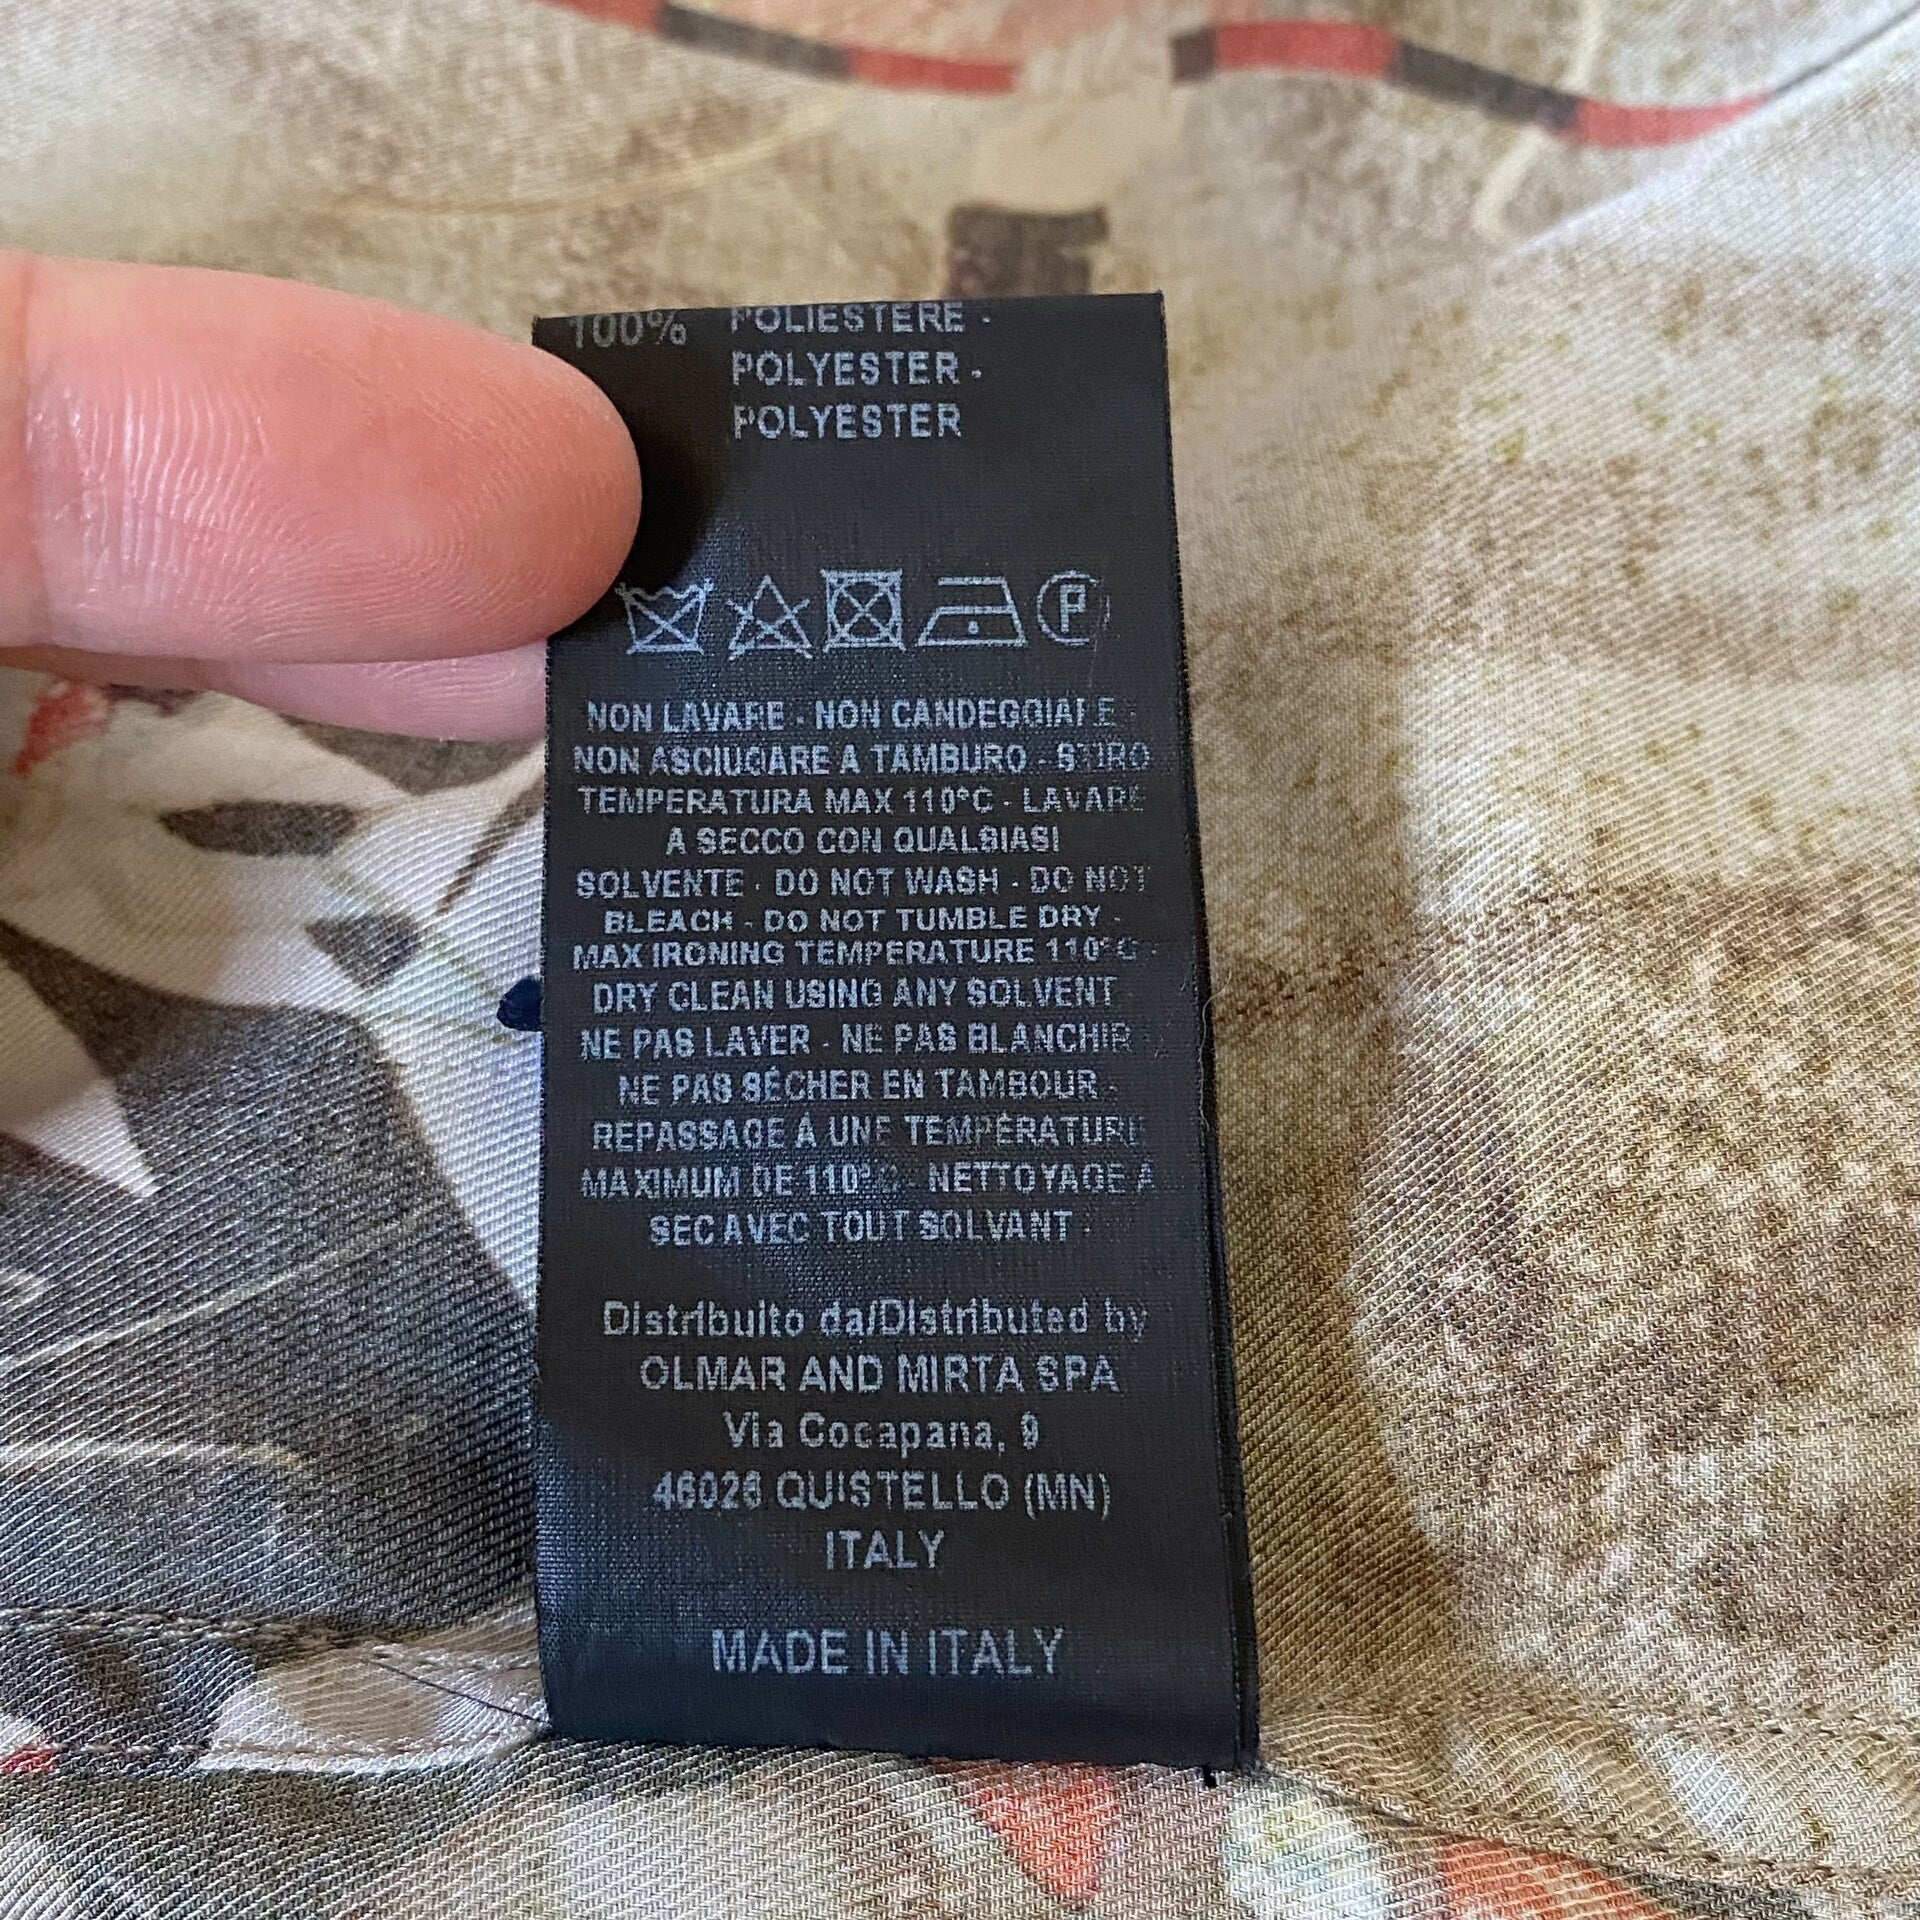 100% POLIESTERE -
POLYESTER -
POLYESTER
P
NON LAVARE - NON CANDEGGIARE -
NON ASCIUGARE A TAMBURO - STIRO
TEMPERATURA MAX 110°C - LAVARE
A SECCO CON QUALSIASI
SOLVENTE - DO NOT WASH - DO NOT
BLEACH - DO NOT TUMBLE DRY -
MAX IRONING TEMPERATURE 110°C -
DRY CLEAN USING ANY SOLVENT
NE PAS LAVER - NE PAS BLANCHIR -
NE PAS SÉCHER EN TAMBOUR -
REPASSAGE À UNE TEMPÉRATURE
MAXIMUM DE 110°C - NETTOYAGE À
SEC AVEC TOUT SOLVANT -
Distribuito da/Distributed by
OLMAR AND MIRTA SPA
Via Cocapana, 9
46026 QUISTELLO (MN)
ITALY
MADE IN ITALY